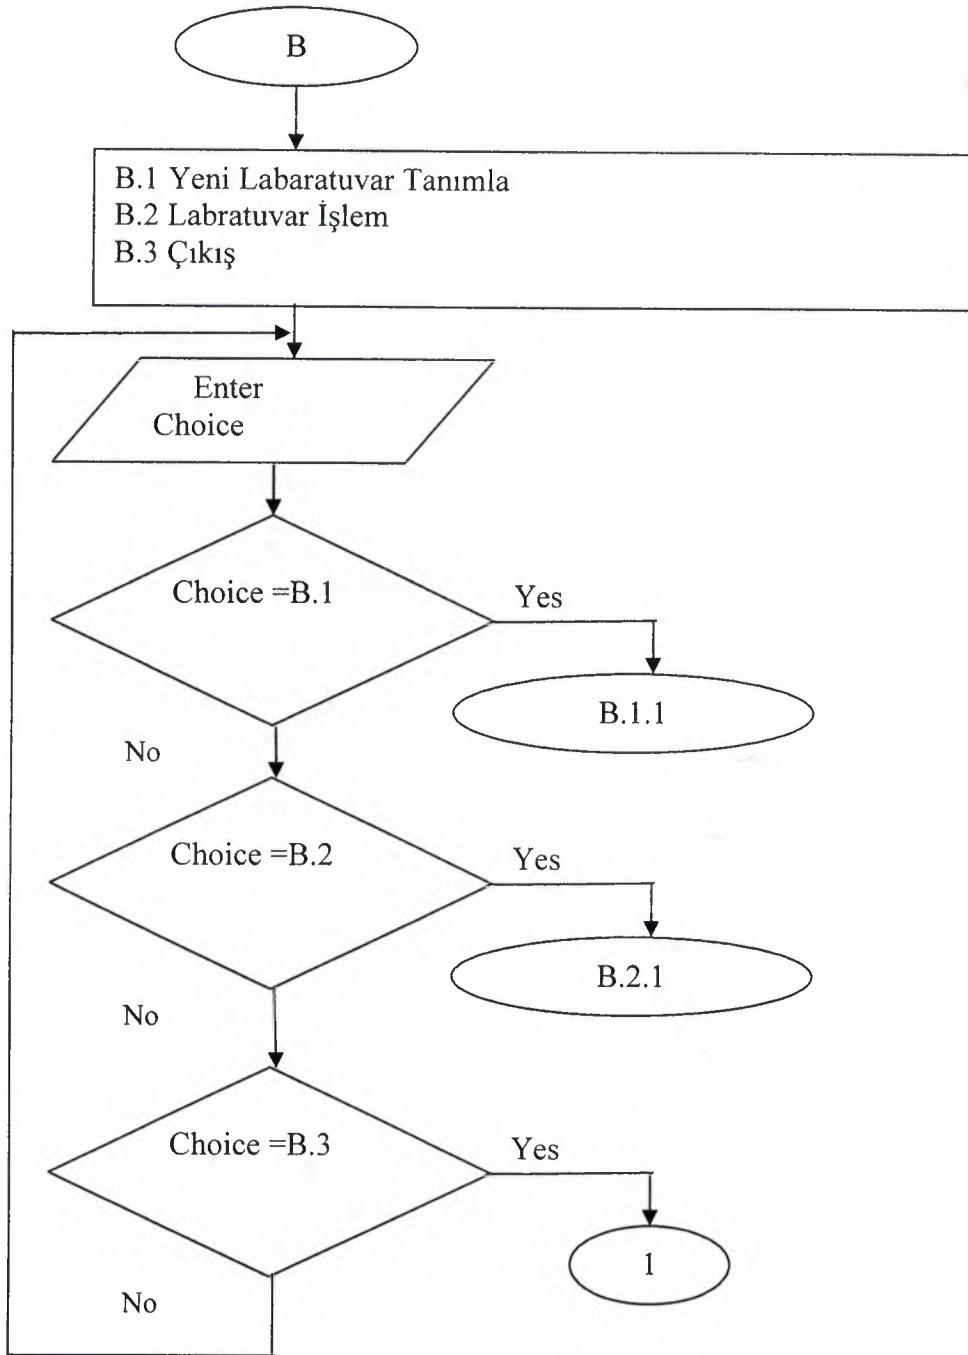 B
B.1 Yeni Labaratuvar Tanımla
B.2 Labratuvar İşlem
B.3 Çıkış
Enter
Choice
Choice =B.1
Yes
B.1.1
No
Choice =B.2
Yes
B.2.1
No
Choice =B.3
Yes
1
No